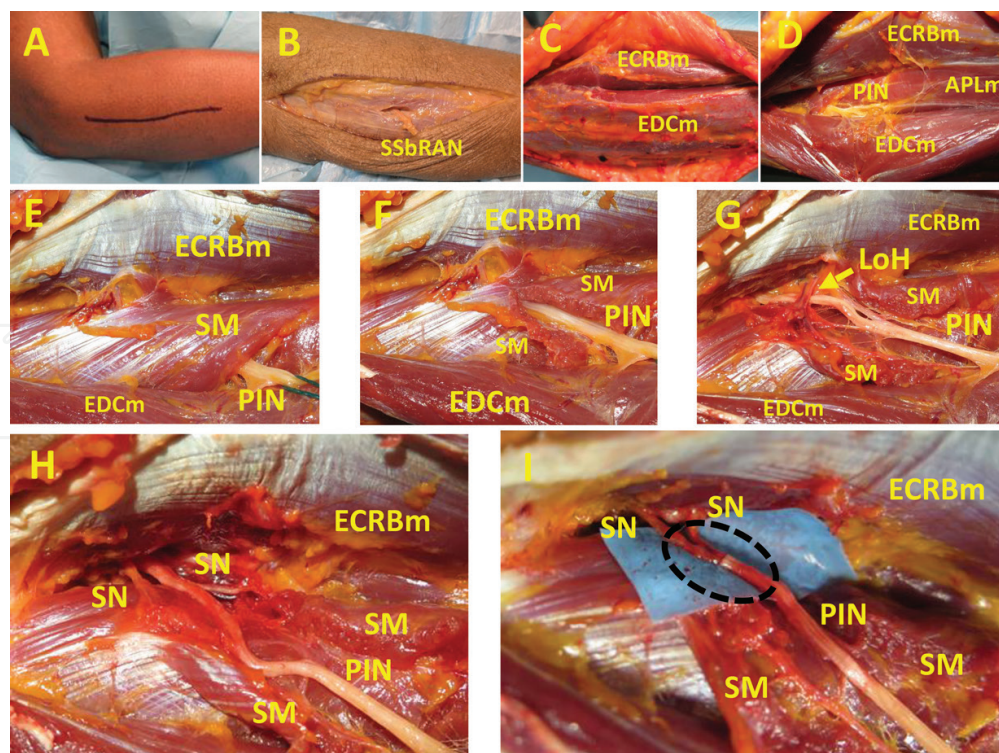 A
B
SSbRAN
C
ECRBm
EDCm
D
ECRBm
PIN
APLm
EDCm
E
ECRBm
SM
PIN
EDCm
F
ECRBm
SM
PIN
SM
EDCm
G
ECRBm
LoH
SM
PIN
SM
EDCm
H
ECRBm
SN
SN
SM
PIN
SM
I
SN
SN
ECRBm
PIN
SM
SM